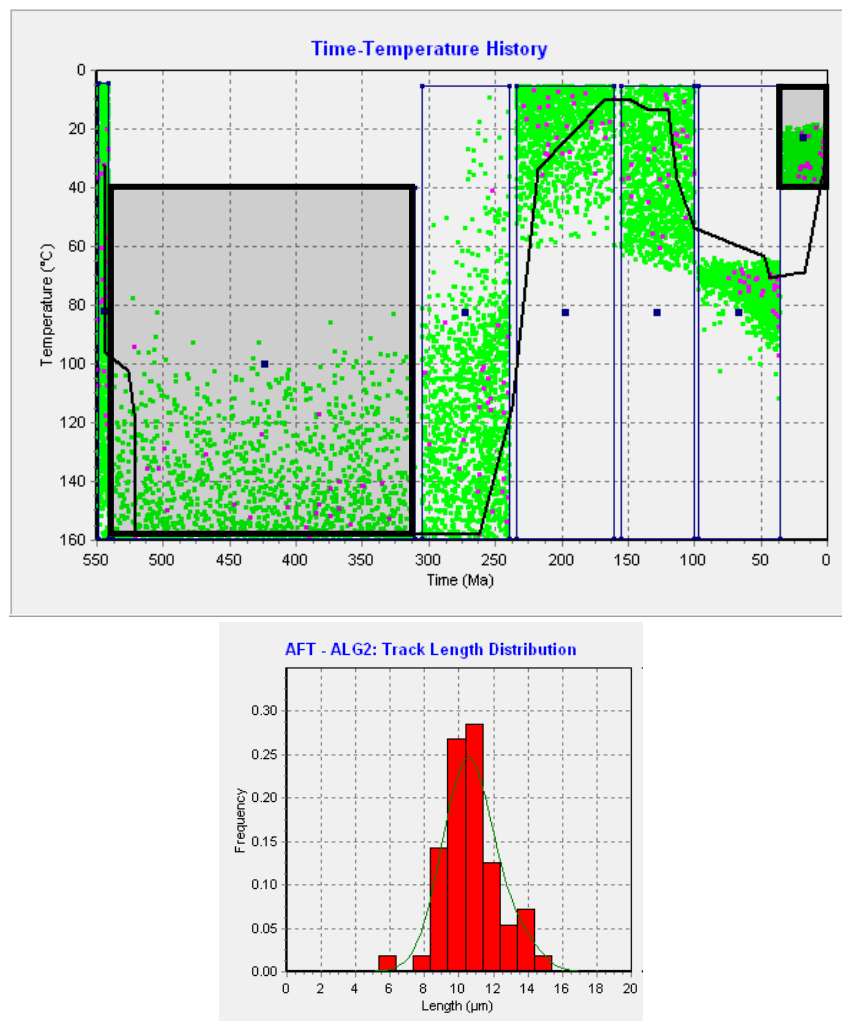 Time-Temperature History
0
20
40
60
80
100
120
140
160
Temperature (°C)
550 500 450 400 350 300 250 200 150 100 50 0
Time (Ma)
AFT - ALG2: Track Length Distribution
0.30
0.25
0.20
0.15
0.10
0.05
0.00
Frequency
0 2 4 6 8 10 12 14 16 18 20
Length (µm)